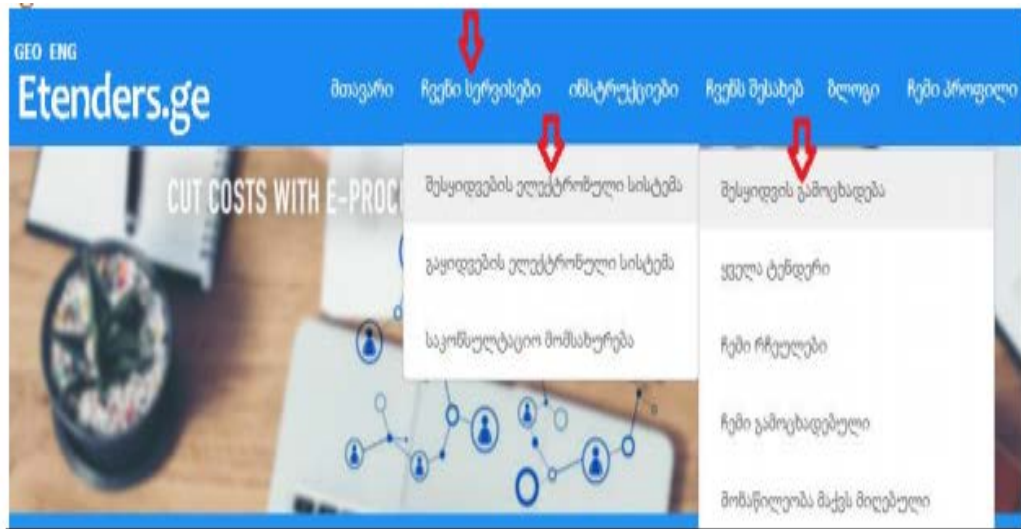 GEO ENG
Etenders.ge
მთავარი ჩვენი სერვისები ინსტრუქციები ჩვენს შესახებ ბლოგი ჩემი პროფილი
CUT COSTS WITH E-PROC
შესყიდვების ელექტრონული სისტემა
გაყიდვების ელექტრონული სისტემა
საკონსულტაციო მომსახურება
შესყიდვის გამოცხადება
ყველა ტენდერი
ჩემი რჩეულები
ჩემი გამოცხადებული
მონაწილეობა მაქვს მიღებული